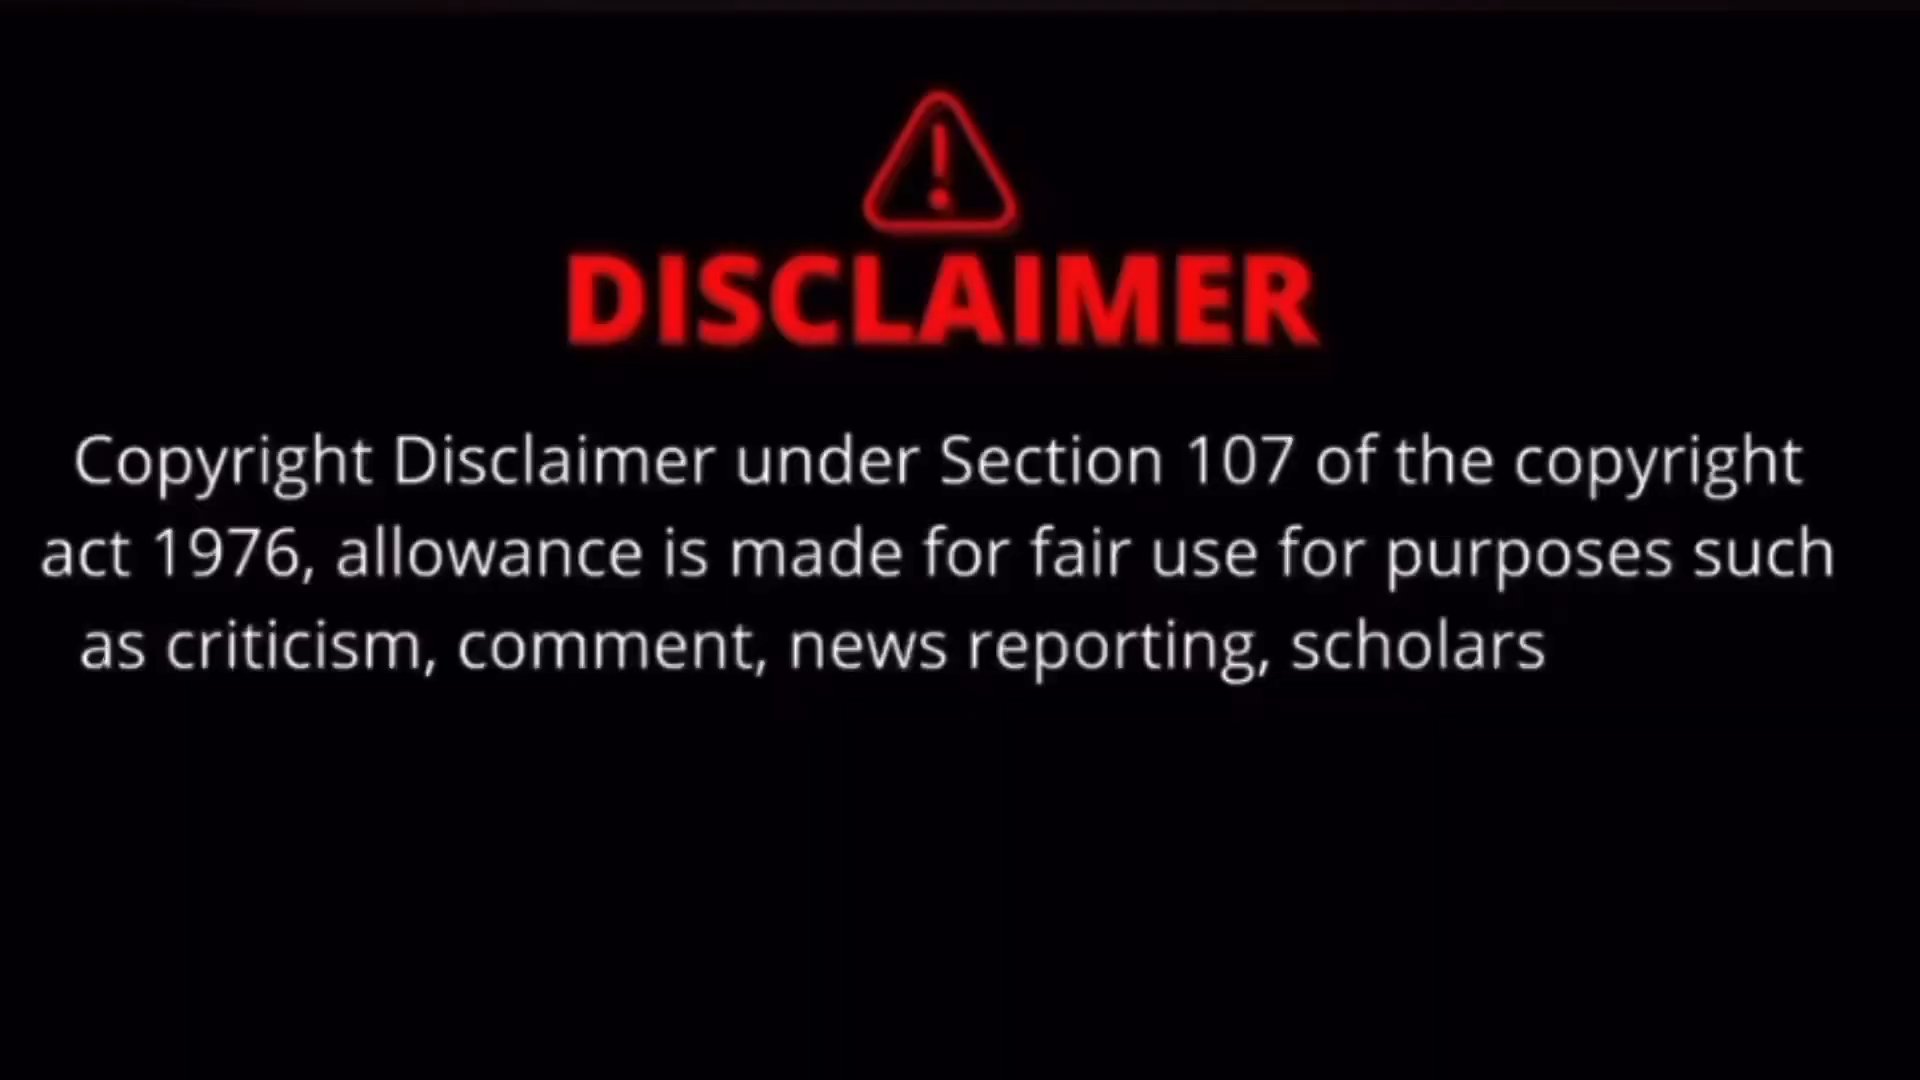 DISCLAIMER
Copyright Disclaimer under Section 107 of the copyright
act 1976, allowance is made for fair use for purposes such
as criticism, comment, news reporting, scholars